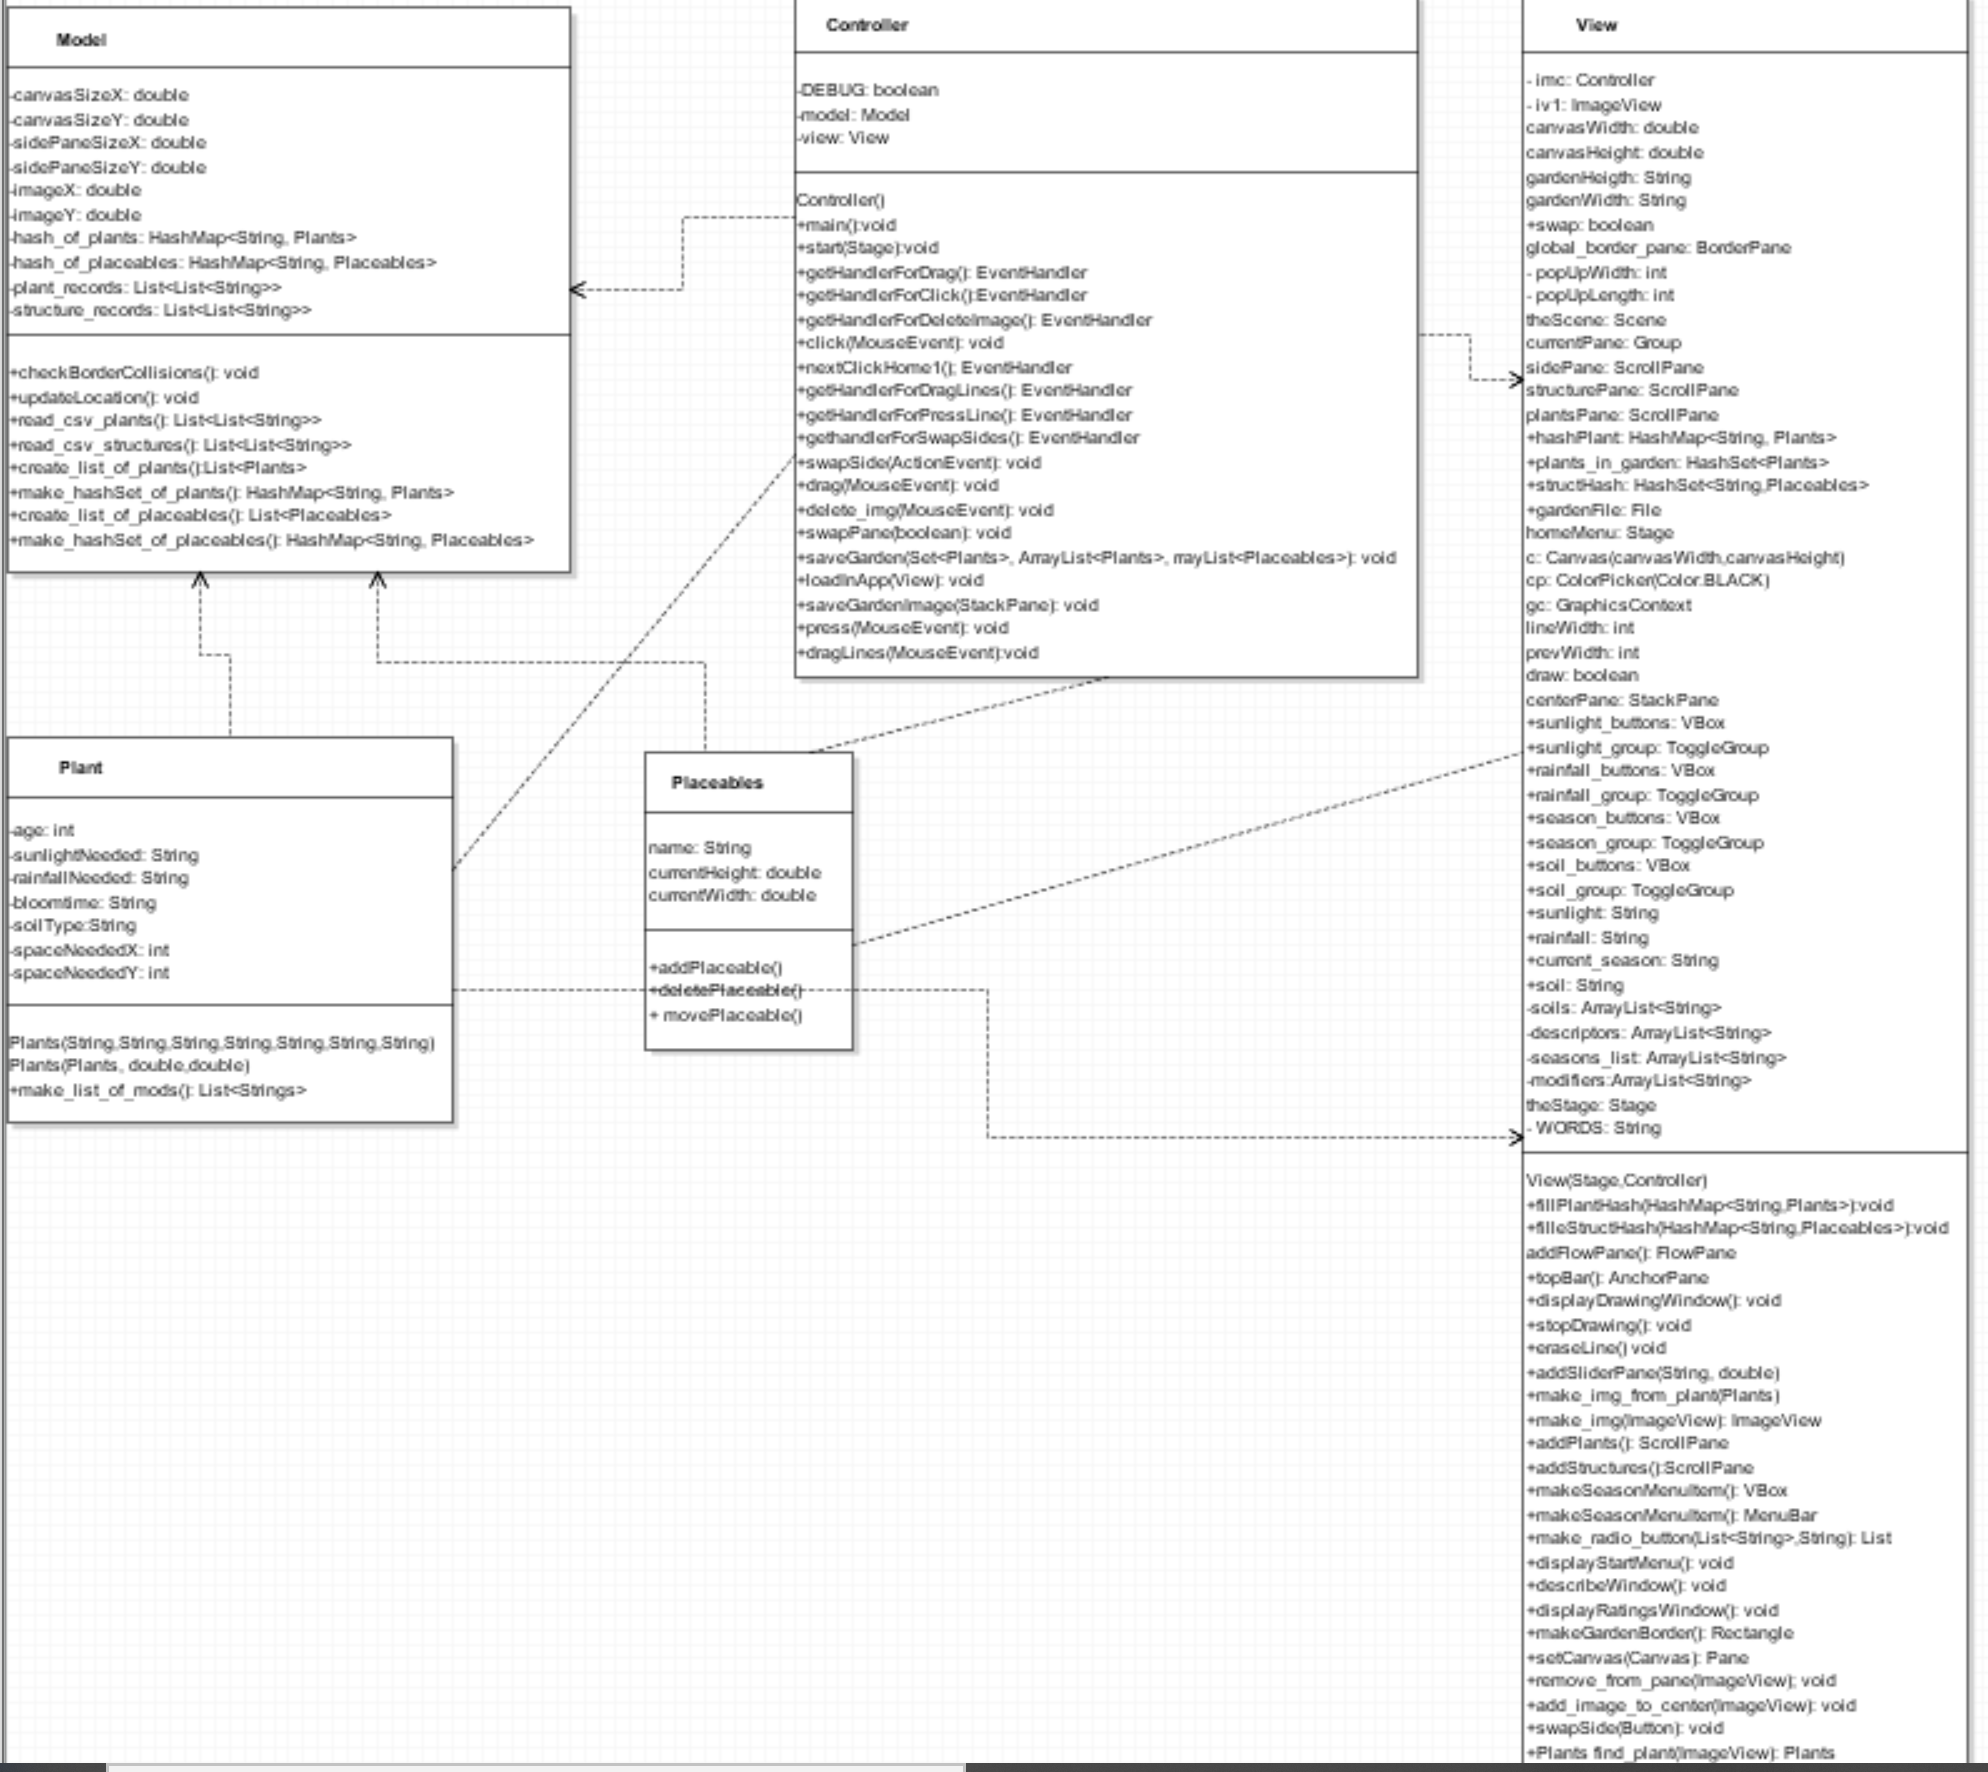 Model
-canvasSizeX: double
-canvasSizeY: double
-sidePaneSizeX: double
-sidePaneSizeY: double
-imageX: double
-imageY: double
-hash_of_plants: HashMap<String, Plants>
-hash_of_placeables: HashMap<String, Placeables>
-plant_records: List<List<String>>
-structure_records: List<List<String>>
+checkBorderCollisions(): void
+updateLocation(): void
+read_csv_plants(): List<List<String>>
+read_csv_structures(): List<List<String>>
+create_list_of_plants():List<Plants>
+make_hashSet_of_plants(): HashMap<String, Plants>
+create_list_of_placeables(): List<Placeables>
+make_hashSet_of_placeables(): HashMap<String, Placeables>
Controller
-DEBUG: boolean
-model: Model
-view: View
Controller()
+main():void
+start(Stage):void
+getHandlerForDrag(): EventHandler
+getHandlerForClick():EventHandler
+getHandlerForDeleteImage(): EventHandler
+click(MouseEvent): void
+nextClickHome1(); EventHandler
+getHandlerForDragLines(): EventHandler
+getHandlerForPressLine(): EventHandler
+gethandlerForSwapSides(): EventHandler
+swapSide(ActionEvent): void
+drag(MouseEvent): void
+delete_img(MouseEvent): void
+swapPane(boolean): void
+saveGarden(Set<Plants>, ArrayList<Plants>, rayList<Placeables>): void
+loadInApp(View): void
+saveGardenImage(StackPane): void
+press(MouseEvent): void
+dragLines(MouseEvent):void
View
- imc: Controller
- iv1: ImageView
canvasWidth: double
canvasHeight: double
gardenHeigth: String
gardenWidth: String
+swap: boolean
global_border_pane: BorderPane
- popUpWidth: int
- popUpLength: int
theScene: Scene
currentPane: Group
sidePane: ScrollPane
structurePane: ScrollPane
plantsPane: ScrollPane
+hashPlant: HashMap<String, Plants>
+plants_in_garden: HashSet<Plants>
+structHash: HashSet<String,Placeables>
+gardenFile: File
homeMenu: Stage
c: Canvas(canvasWidth,canvasHeight)
cp: ColorPicker(Color.BLACK)
gc: GraphicsContext
lineWidth: int
prevWidth: int
draw: boolean
centerPane: StackPane
+sunlight_buttons: VBox
+sunlight_group: ToggleGroup
+rainfall_buttons: VBox
+rainfall_group: ToggleGroup
+season_buttons: VBox
+season_group: ToggleGroup
+soil_buttons: VBox
+soil_group: ToggleGroup
+sunlight: String
+rainfall: String
+current_season: String
+soil: String
-soils: ArrayList<String>
-descriptors: ArrayList<String>
-seasons_list: ArrayList<String>
-modifiers:ArrayList<String>
theStage: Stage
- WORDS: String
View(Stage,Controller)
+fillPlantHash(HashMap<String,Plants>):void
+filleStructHash(HashMap<String,Placeables>):void
addFlowPane(): FlowPane
+topBar(): AnchorPane
+displayDrawingWindow(): void
+stopDrawing(): void
+eraseLine() void
+addSliderPane(String, double)
+make_img_from_plant(Plants)
+make_img(ImageView): ImageView
+addPlants(): ScrollPane
+addStructures():ScrollPane
+makeSeasonMenuItem(): VBox
+makeSeasonMenuItem(): MenuBar
+make_radio_button(List<String>,String): List
+displayStartMenu(): void
+describeWindow(): void
+displayRatingsWindow(): void
+makeGardenBorder(): Rectangle
+setCanvas(Canvas): Pane
+remove_from_pane(ImageView); void
+add_image_to_center(ImageView): void
+swapSide(Button): void
+Plants find_plant(ImageView): Plants
Plant
-age: int
-sunlightNeeded: String
-rainfallNeeded: String
-bloomtime: String
-soilType:String
-spaceNeededX: int
-spaceNeededY: int
Plants(String,String,String,String,String,String,String)
Plants(Plants, double,double)
+make_list_of_mods(): List<Strings>
Placeables
name: String
currentHeight: double
currentWidth: double
+addPlaceable()
+deletePlaceable()
+ movePlaceable()